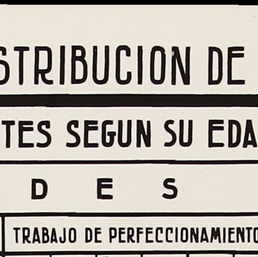 STRIBUCION DE
TES SEGUN SU EDA
D E S
TRABAJO DE PERFECCIONAMIENTO